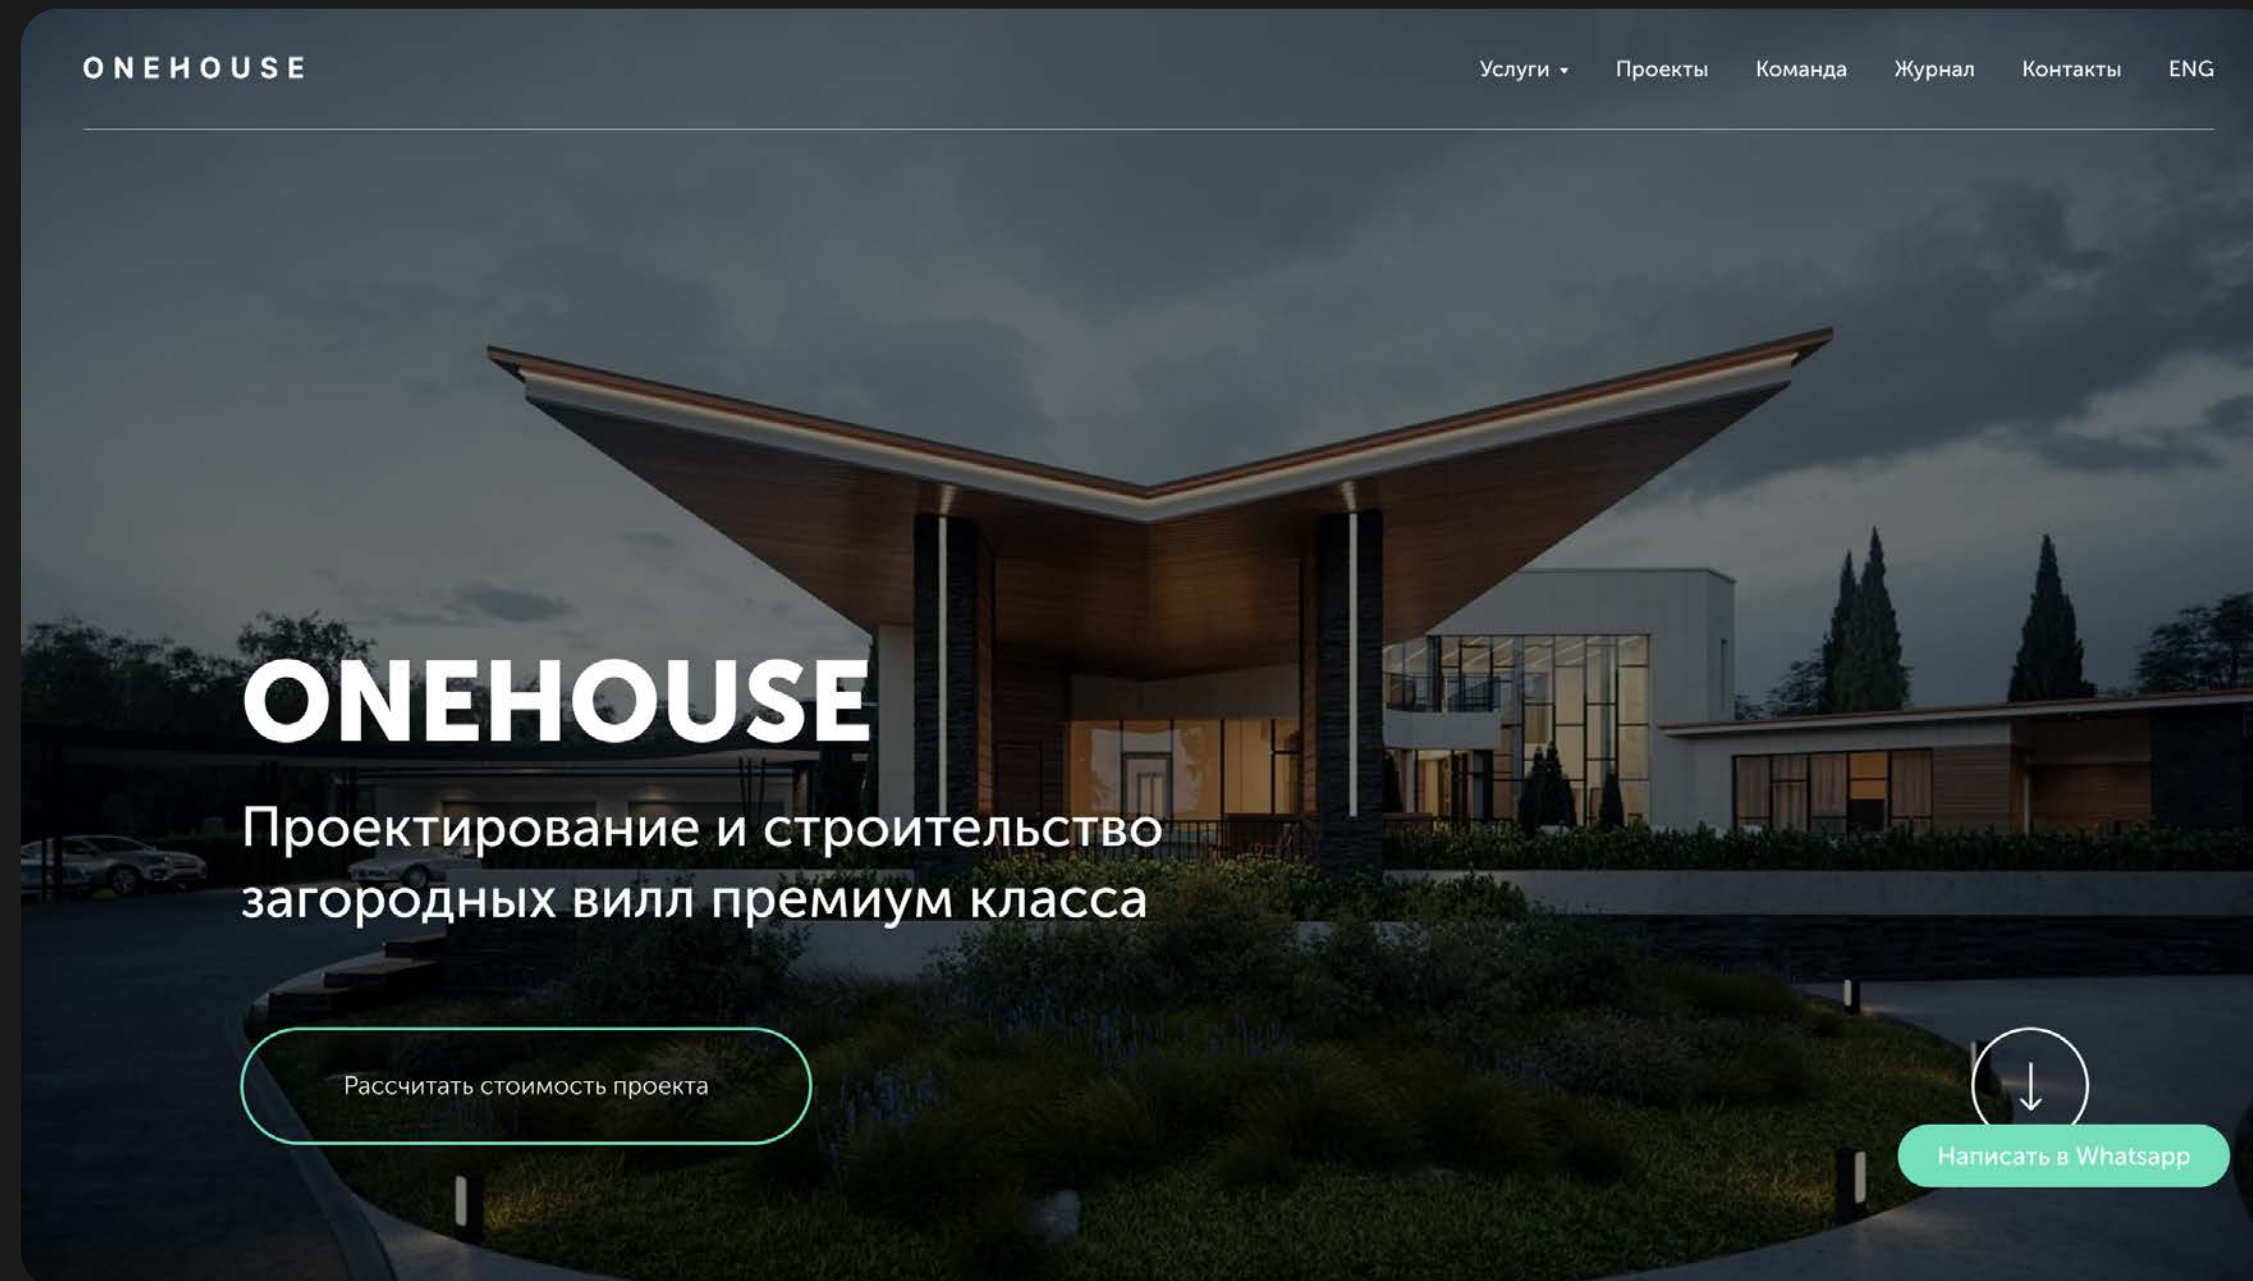 ONEHOUSE
Услуги Проекты Команда Журнал Контакты ENG
ONEHOUSE
Проектирование и строительство
загородных вилл премиум класса
Рассчитать стоимость проекта
Написать в Whatsapp